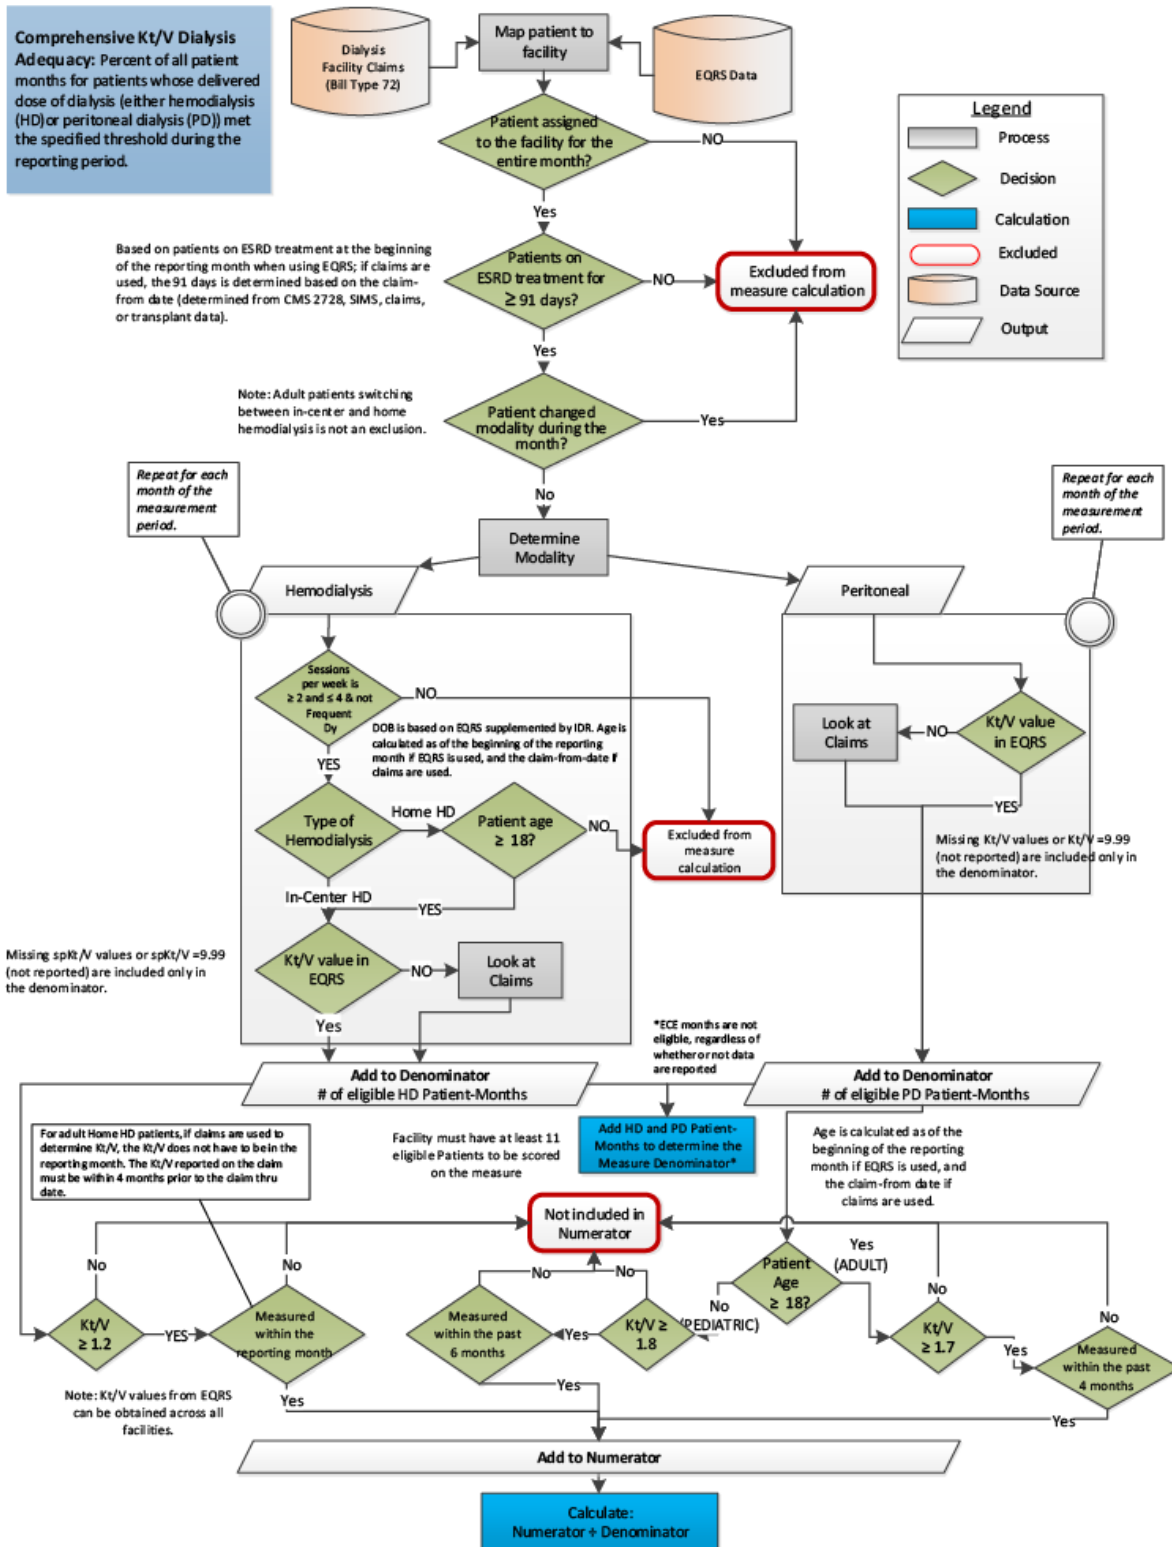 Comprehensive Kt/V Dialysis
Adequacy: Percent of all patient
months for patients whose delivered
dose of dialysis (either hemodialysis
(HD)or peritoneal dialysis (PD)) met
the specified threshold during the
reporting period.
Dialysis
Facility Claims
(Bill Type 72)
Map patient to
facility
EQRS Data
Legend
Process
Decision
Calculation
Excluded
Data Source
Output
Patient assigned
to the facility for the
entire month?
NO
Yes
Based on patients on ESRD treatment at the beginning
of the reporting month when using EQRS; if claims are
used, the 91 days is determined based on the claim-
from date (determined from CMS 2728, SIMS, claims,
or transplant data).
Patients on
ESRD treatment for
≥ 91 days?
NO
Excluded from
measure calculation
Yes
Note: Adult patients switching
between in-center and home
hemodialysis is not an exclusion.
Patient changed
modality during the
month?
Yes
No
Repeat for each
month of the
measurement
period.
Repeat for each
month of the
measurement
period.
Determine
Modality
Hemodialysis
Peritoneal
Sessions
per week is
≥ 2 and ≤ 4 & not
Frequent
Dy
NO
DOB is based on EQRS supplemented by IDR. Age is
calculated as of the beginning of the reporting
month if EQRS is used, and the claim-from-date if
claims are used.
YES
Look at
Claims
NO
Kt/V value
in EQRS
YES
Type of
Hemodialysis
Home HD
Patient age
≥ 18?
NO
Excluded from
measure
calculation
Missing Kt/V values or Kt/V =9.99
(not reported) are included only in
the denominator.
In-Center HD
YES
Missing spKt/V values or spKt/V =9.99
(not reported) are included only in
the denominator.
Kt/V value in
EQRS
NO
Look at
Claims
Yes
*ECE months are not
eligible, regardless of
whether or not data
are reported
Add to Denominator
# of eligible HD Patient-Months
Add to Denominator
# of eligible PD Patient-Months
For adult Home HD patients, if claims are used to
determine Kt/V, the Kt/V does not have to be in the
reporting month. The Kt/V reported on the claim
must be within 4 months prior to the claim thru
date.
Facility must have at least 11
eligible Patients to be scored
on the measure
Add HD and PD Patient-
Months to determine the
Measure Denominator*
Age is calculated as of the
beginning of the reporting
month if EQRS is used, and
the claim-from date if
claims are used.
Not included in
Numerator
No
No
No
No
Patient
Age
≥ 18?
Yes
(ADULT)
No
No
Kt/V
≥ 1.2
YES
Measured
within the
reporting month
Measured
within the past
6 months
Yes
Kt/V ≥
1.8
No
(PEDIATRIC)
Kt/V
≥ 1.7
Yes
Measured
within the past
4 months
Note: Kt/V values from EQRS
can be obtained across all
facilities.
Yes
Yes
Yes
Add to Numerator
Calculate:
Numerator ÷ Denominator